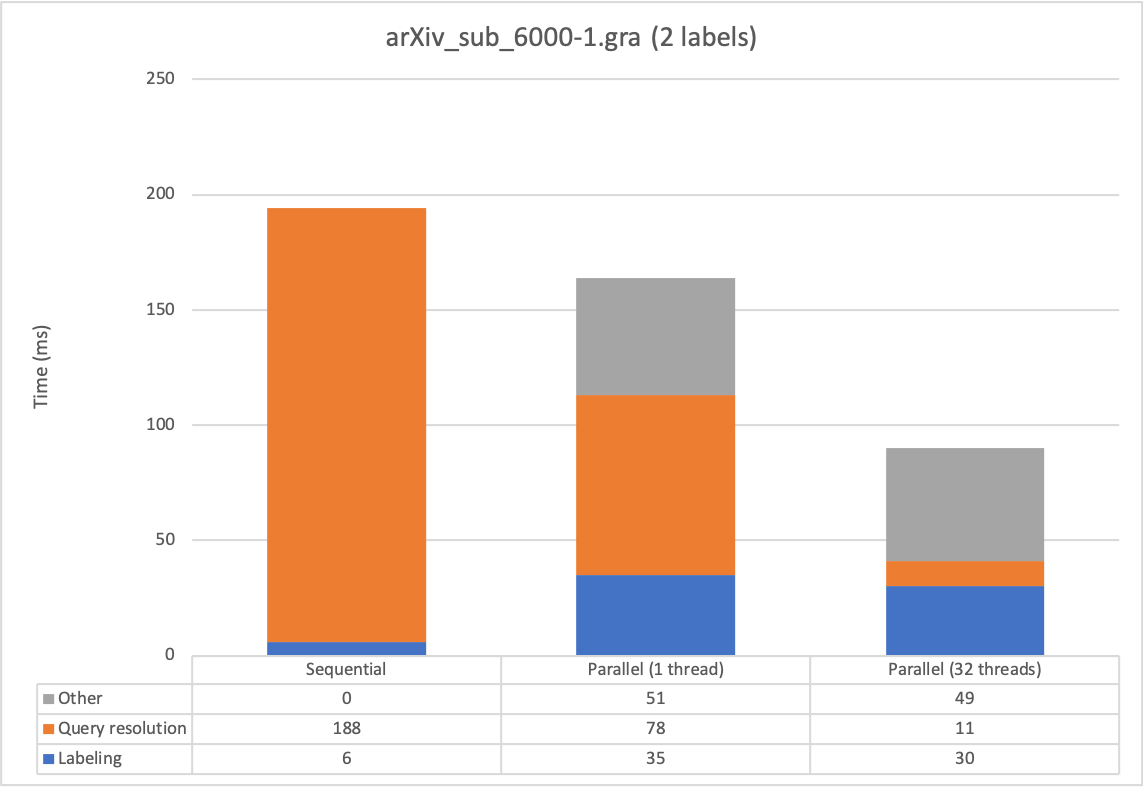 arXiv_sub_6000-1.gra (2 labels)
250
200
150
100
50
0
Time (ms)
Sequential Parallel (1 thread) Parallel (32 threads)
Other 0 51 49
Query resolution 188 78 11
Labeling 6 35 30